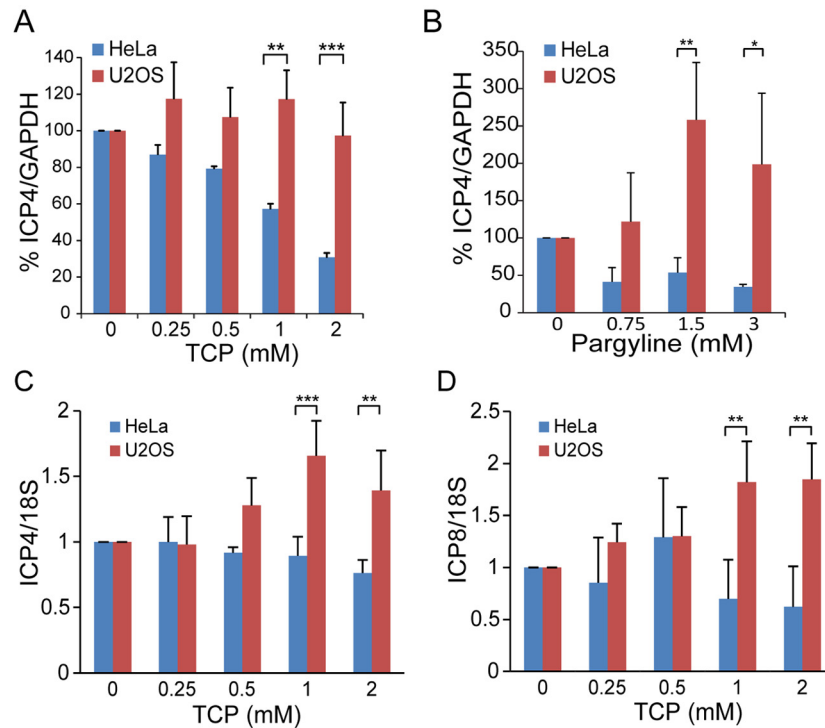 A
HeLa
U2OS
** ***
% ICP4/GAPDH
140
120
100
80
60
40
20
0
0 0.25 0.5 1 2
TCP (mM)
B
HeLa
U2OS
** *
% ICP4/GAPDH
350
300
250
200
150
100
50
0
0 0.75 1.5 3
Pargyline (mM)
C
HeLa
U2OS
*** **
ICP4/18S
2
1.5
1
0.5
0
0 0.25 0.5 1 2
TCP (mM)
D
HeLa
U2OS
** **
ICP8/18S
2.5
2
1.5
1
0.5
0
0 0.25 0.5 1 2
TCP (mM)